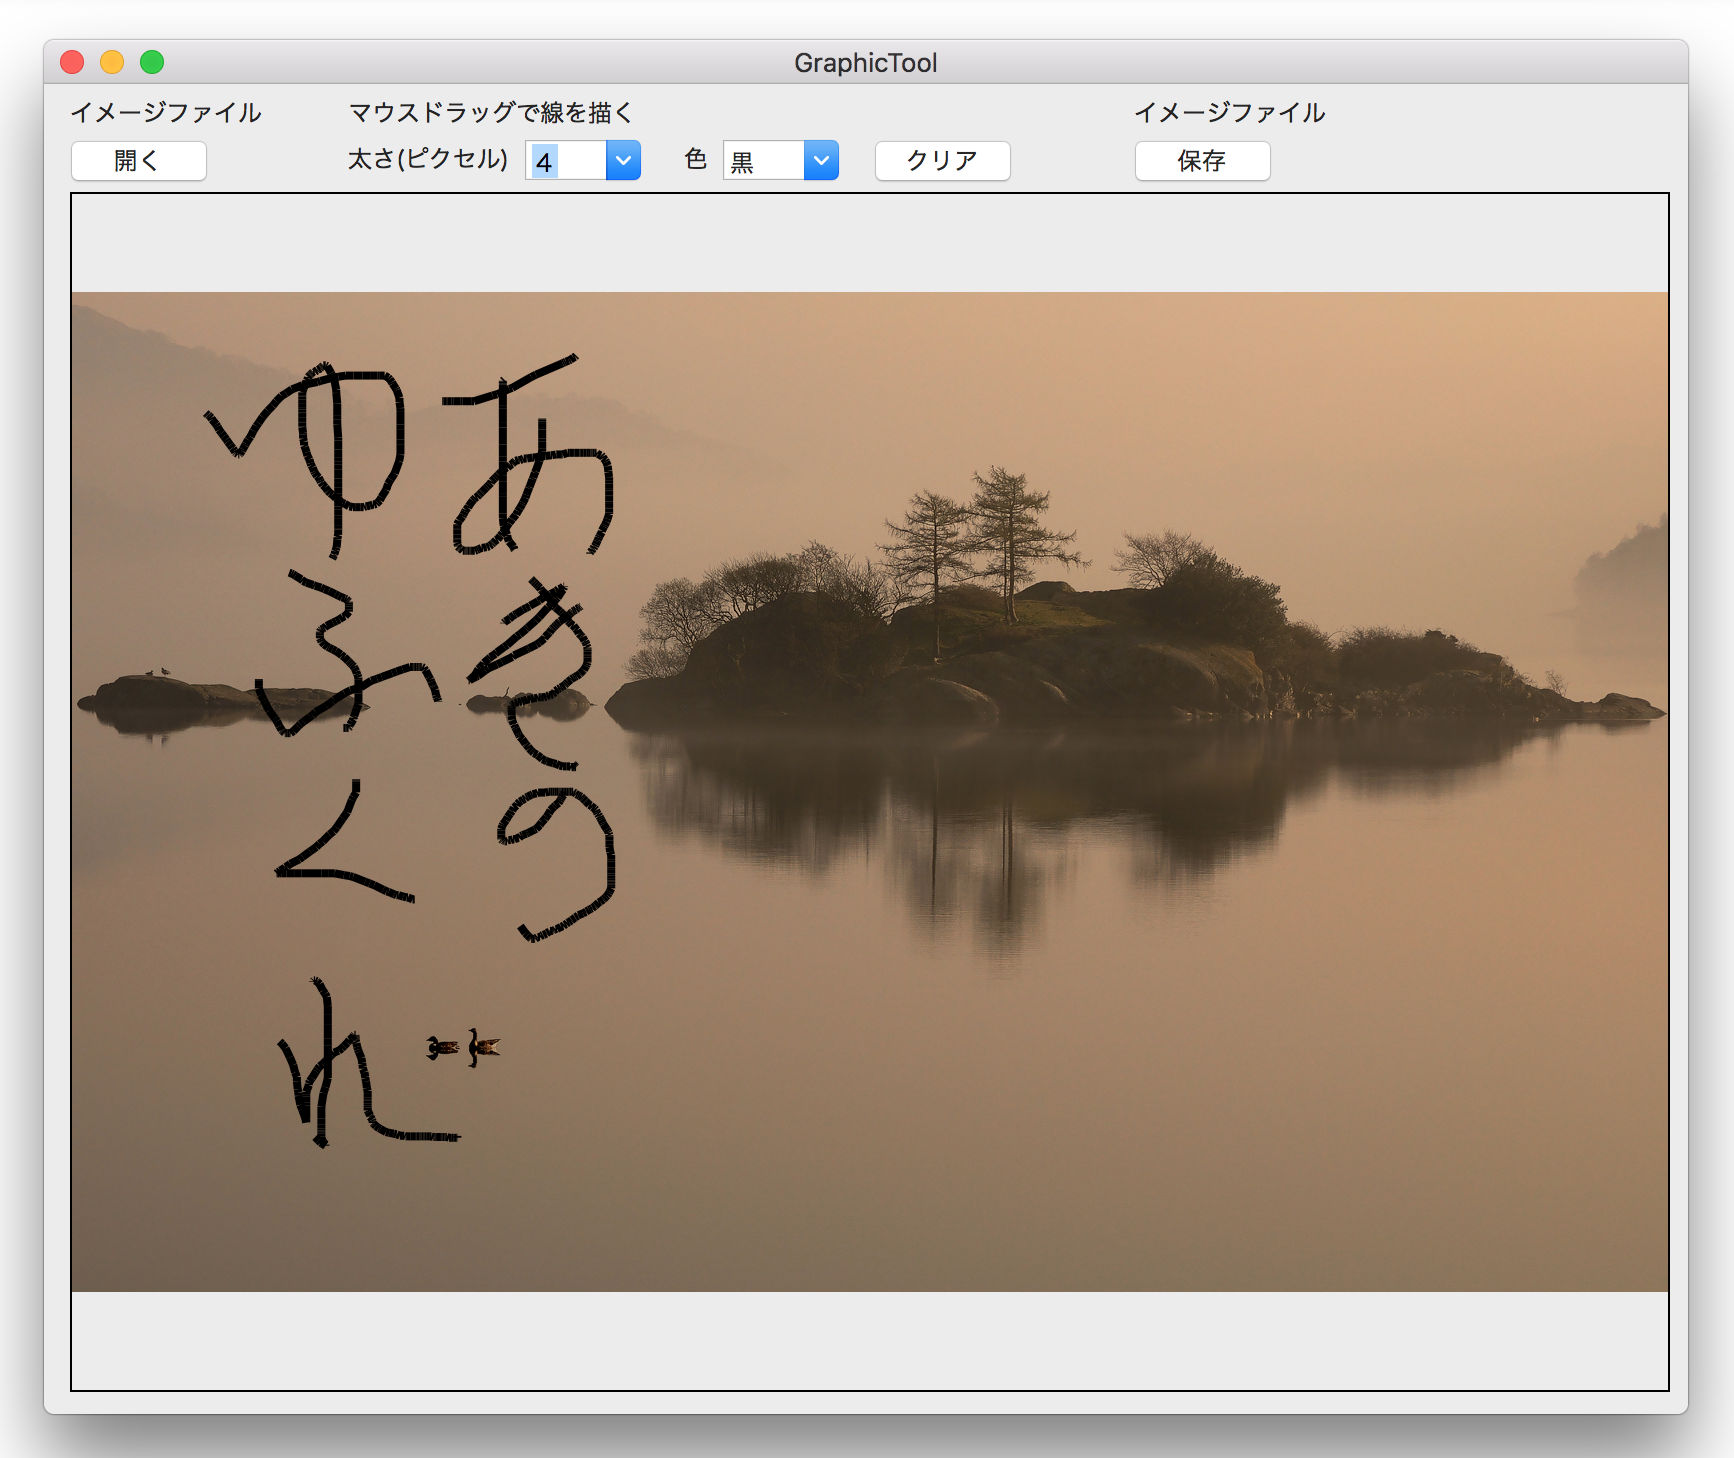 GraphicTool
イメージファイル
マウスドラッグで線を描く
イメージファイル
開く
太さ(ピクセル)
4
色
黒
クリア
保存
あきの
ゆふくれ